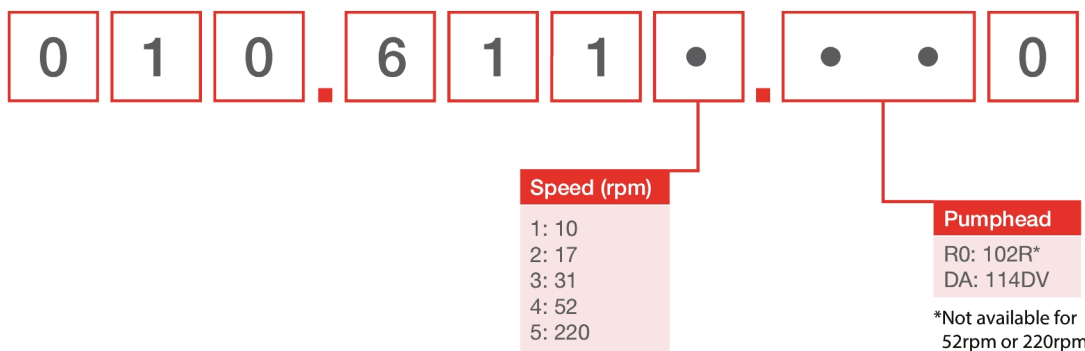 0 1 0 . 6 1 1 • . • • 0
Speed (rpm)
1: 10
2: 17
3: 31
4: 52
5: 220
Pumphead
R0: 102R*
DA: 114DV
*Not available for
52rpm or 220rpm